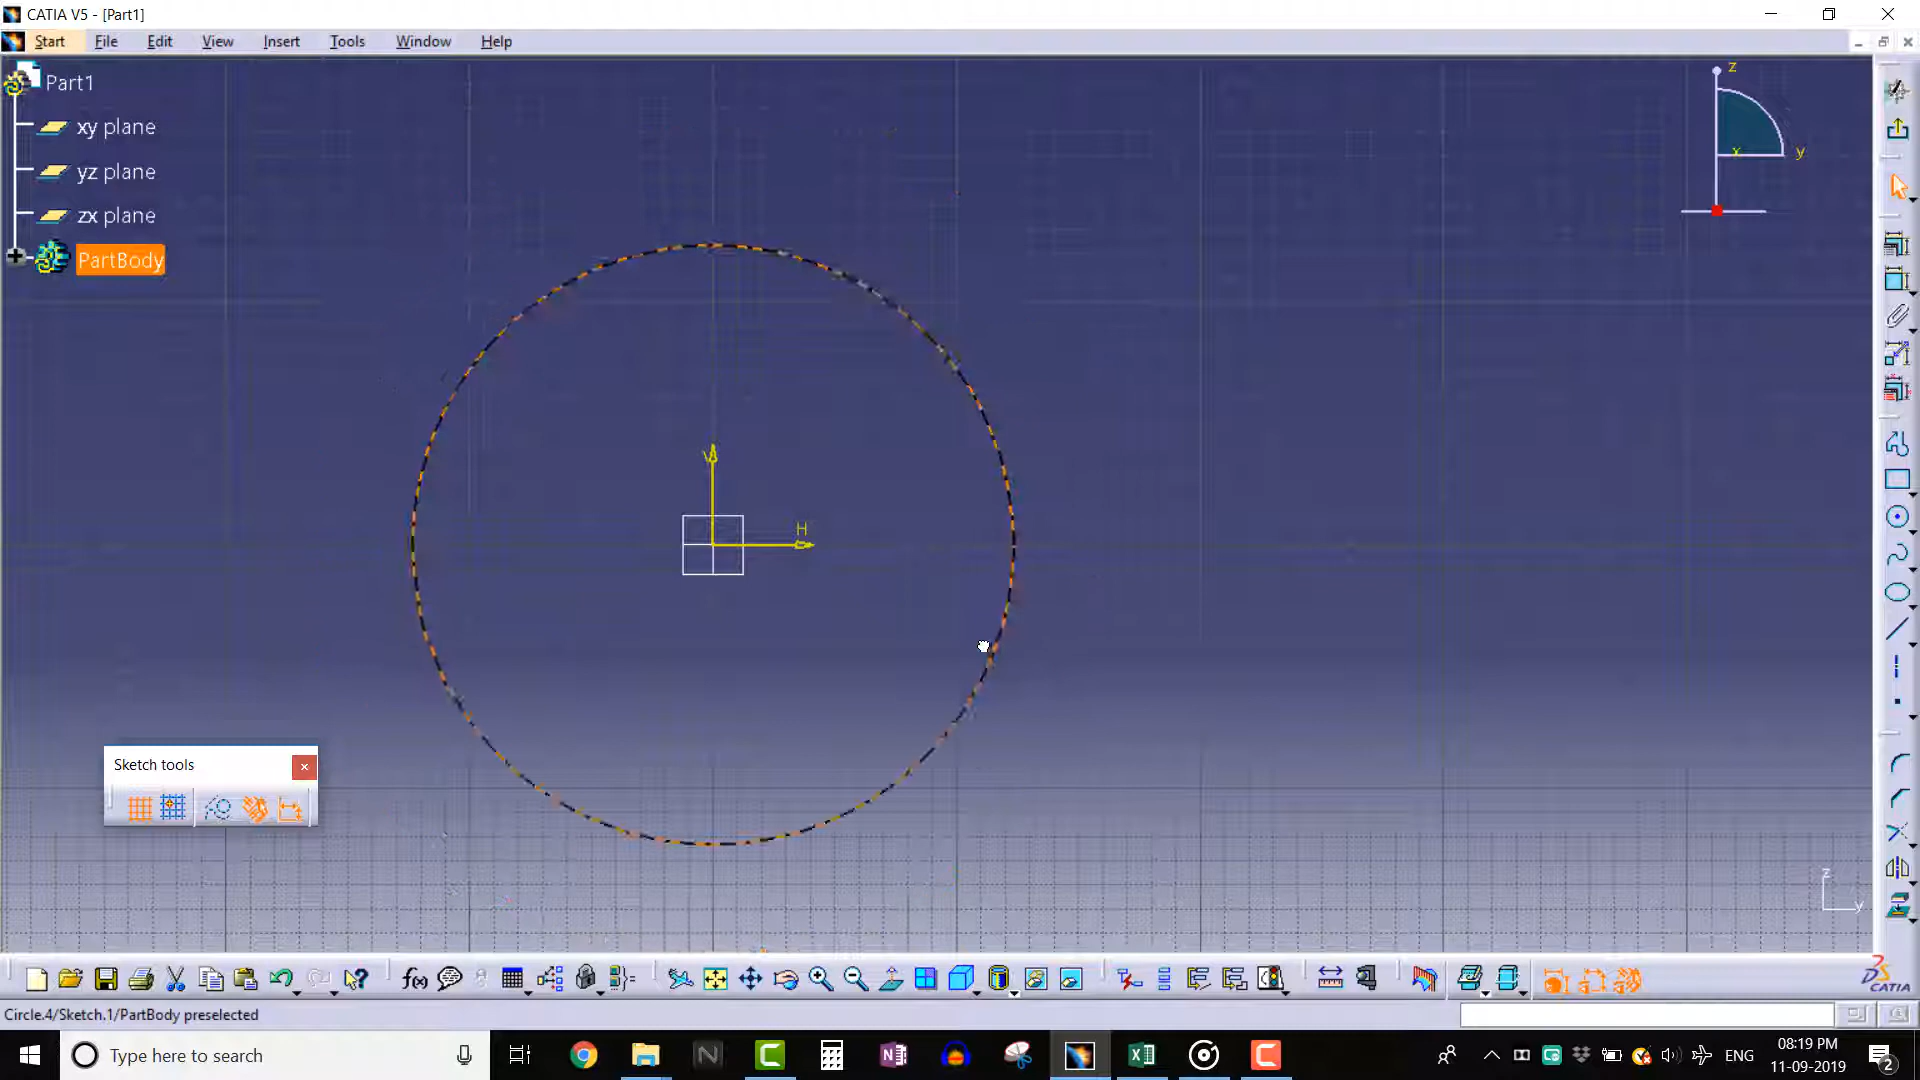 CATIA V5 - [Part1]
Start File Edit View Insert Tools Window Help
Part1
xy plane
yz plane
zx plane
PartBody
z
x
y
V
H
Sketch tools
z
y
f(x)
CATIA
Circle.4/Sketch.1/PartBody preselected
Type here to search
ENG
08:19 PM
11-09-2019
2